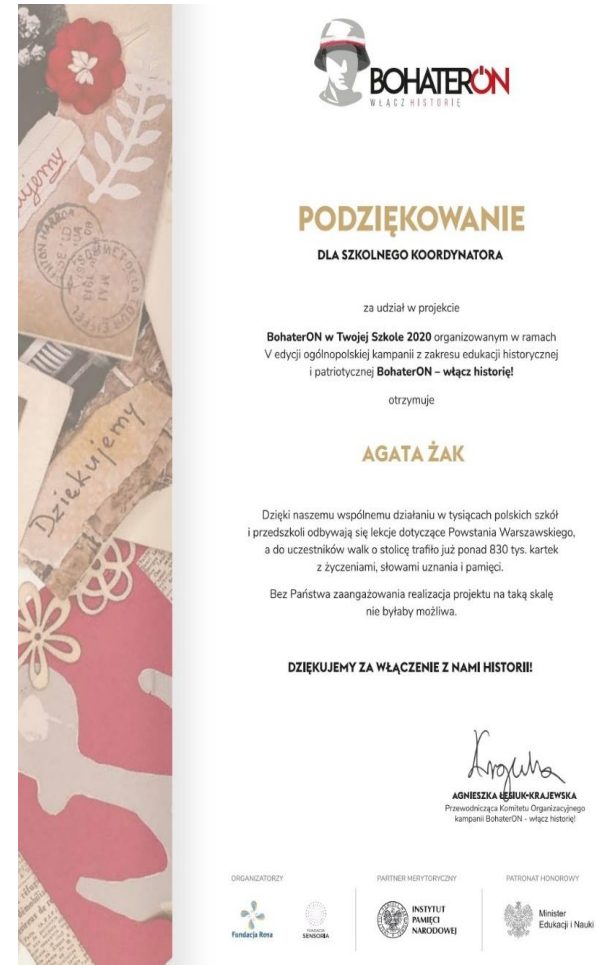 BOHATERON
WŁĄCZ HISTORIĘ
ujemy
Dziękujemy
PODZIĘKOWANIE
DLA SZKOLNEGO KOORDYNATORA
za udział w projekcie
BohaterON w Twojej Szkole 2020 organizowanym w ramach
V edycji ogólnopolskiej kampanii z zakresu edukacji historycznej
i patriotycznej BohaterON – włącz historię!
otrzymuje
AGATA ŻAK
Dzięki naszemu wspólnemu działaniu w tysiącach polskich szkół
i przedszkoli odbywają się lekcje dotyczące Powstania Warszawskiego,
a do uczestników walk o stolicę trafiło już ponad 830 tys. kartek
z życzeniami, słowami uznania i pamięci.
Bez Państwa zaangażowania realizacja projektu na taką skalę
nie byłaby możliwa.
DZIĘKUJEMY ZA WŁĄCZENIE Z NAMI HISTORII!
AGNIESZKA ŁESIUK-KRAJEWSKA
Przewodnicząca Komitetu Organizacyjnego
kampanii BohaterON - włącz historię!
ORGANIZATORZY
Fundacja Rosa
FUNDACJA
SENSORIA
PARTNER MERYTORYCZNY
INSTYTUT
PAMIĘCI
NARODOWEJ
PATRONAT HONOROWY
Minister
Edukacji i Nauki